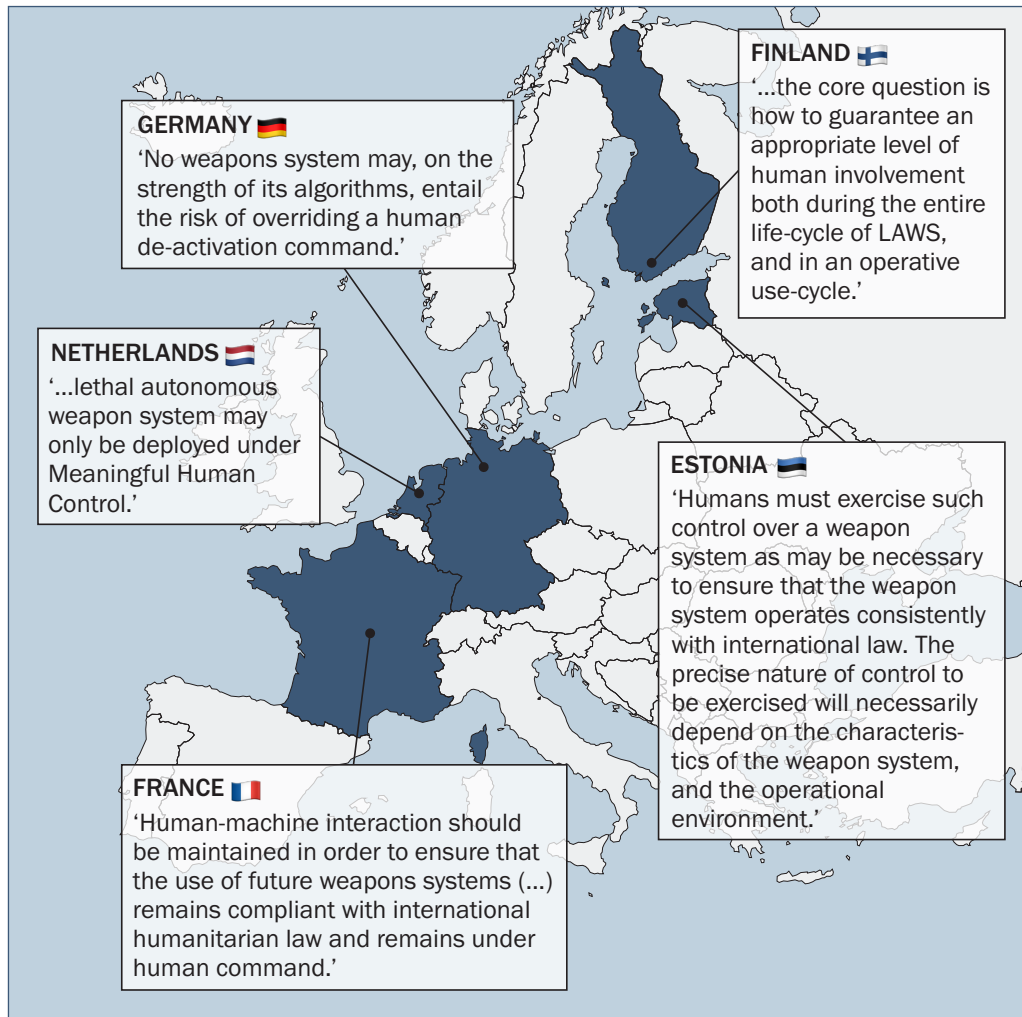 FINLAND
‘...the core question is
how to guarantee an
appropriate level of
human involvement
both during the entire
life-cycle of LAWS,
and in an operative
use-cycle.’
GERMANY
‘No weapons system may, on the
strength of its algorithms, entail
the risk of overriding a human
de-activation command.’
NETHERLANDS
‘...lethal autonomous
weapon system may
only be deployed under
Meaningful Human
Control.’
ESTONIA
‘Humans must exercise such
control over a weapon
system as may be necessary
to ensure that the weapon
system operates consistently
with international law. The
precise nature of control to
be exercised will necessarily
depend on the characteris-
tics of the weapon system,
and the operational
environment.’
FRANCE
‘Human-machine interaction should
be maintained in order to ensure that
the use of future weapons systems (...)
remains compliant with international
humanitarian law and remains under
human command.’